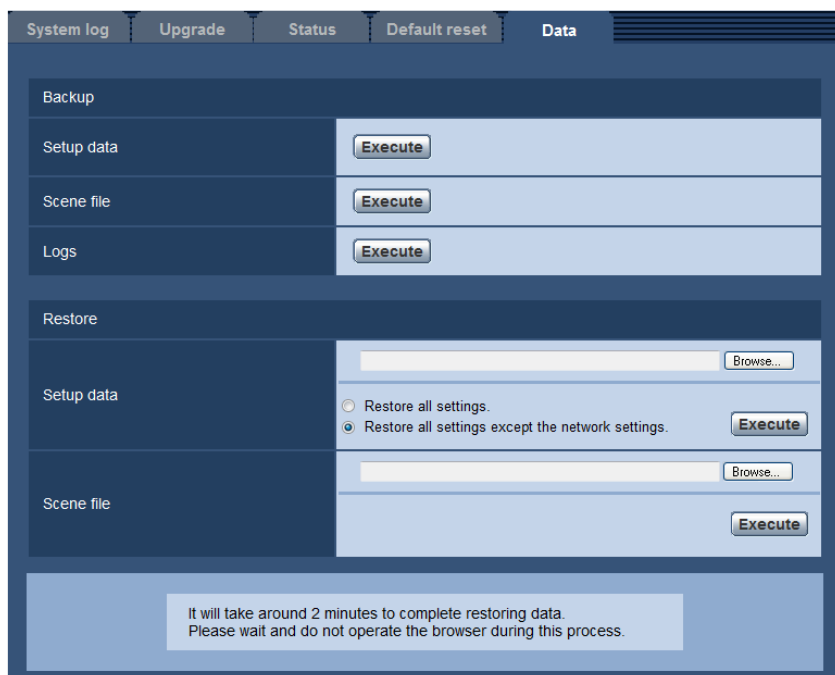 System log Upgrade Status Default reset Data
Backup
Setup data Execute
Scene file Execute
Logs Execute
Restore
Browse...
Setup data
Restore all settings.
Restore all settings except the network settings. Execute
Browse...
Scene file
Execute
It will take around 2 minutes to complete restoring data.
Please wait and do not operate the browser during this process.